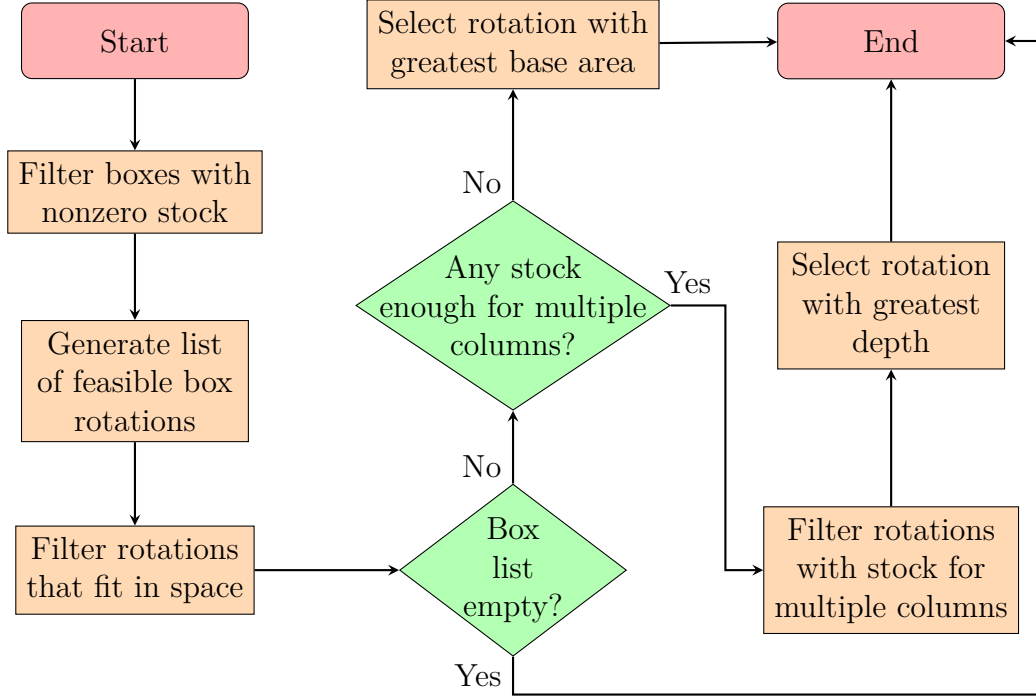 Start
Filter boxes with
nonzero stock
Generate list
of feasible box
rotations
Filter rotations
that fit in space
Box
list
empty?
Yes
No
Any stock
enough for multiple
columns?
No
Yes
Select rotation with
greatest base area
Filter rotations
with stock for
multiple columns
Select rotation
with greatest
depth
End